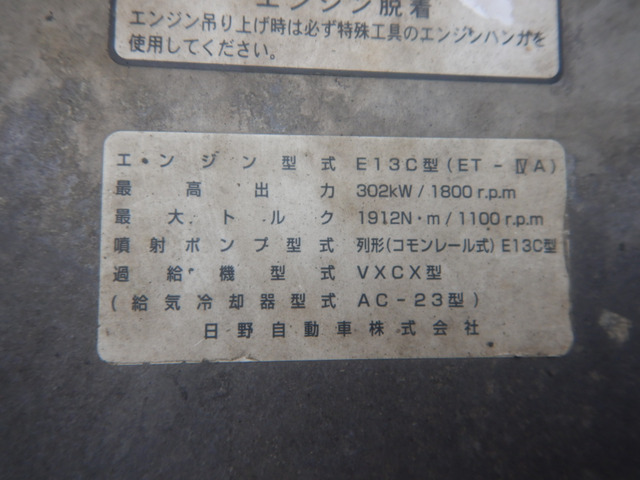 エンジン脱着
エンジン吊り上げ時は必ず特殊工具のエンジンハンガを
使用してください。
エンジン型式 E13C型(ET-ⅣA)
最高出力 302kW/1800r.p.m
最大トルク 1912N・m/1100r.p.m
噴射ポンプ型式 列形(コモンレール式)E13C型
過給機型式 VXCX型
(給気冷却器型式 AC-23型)
日野自動車株式会社